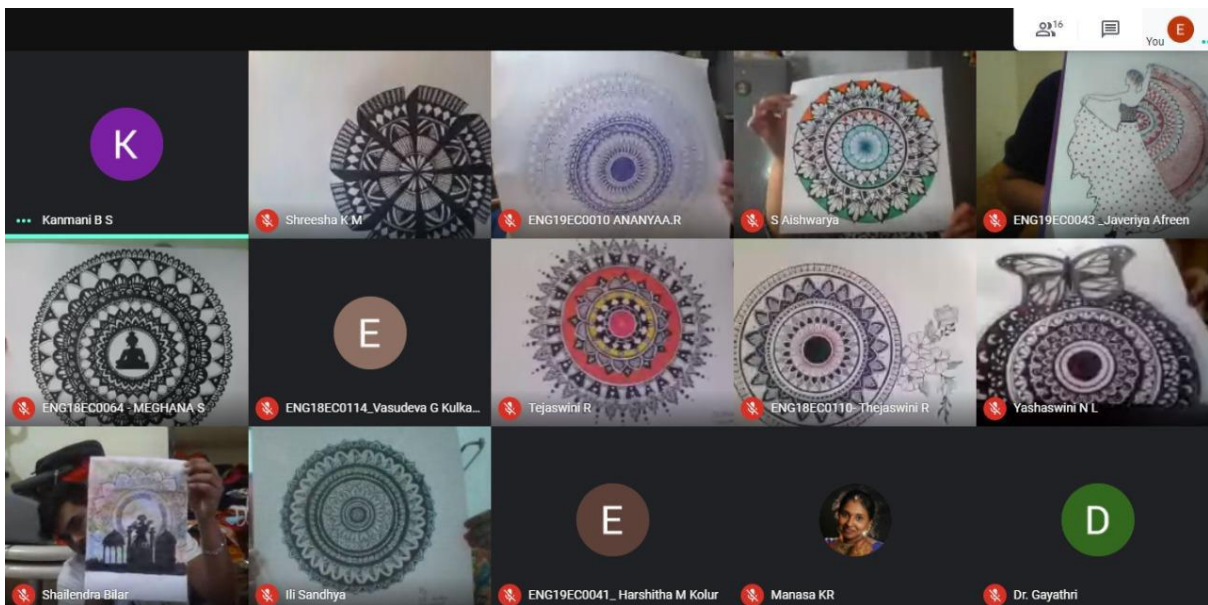 16
You E
K
Kanmani B S
Shreesha K M
ENG19EC0010 ANANYAA.R
S Aishwarya
ENG19EC0043 _Javeriya Afreen
ENG18EC0064 - MEGHANA S
E
ENG18EC0114_Vasudeva G Kulka...
Tejaswini R
ENG18EC0110- Thejaswini R
Yashaswini N L
Shailendra Bilar
Ili Sandhya
E
ENG19EC0041_ Harshitha M Kolur
Manasa KR
D
Dr. Gayathri